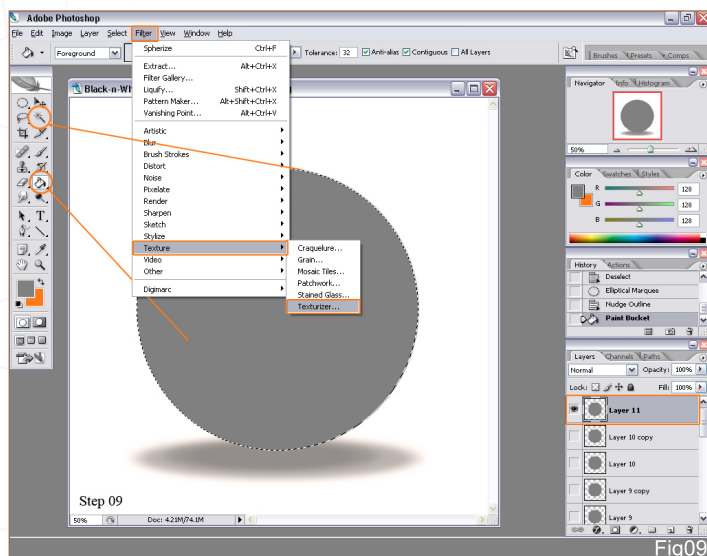 Adobe Photoshop
File Edit Image Layer Select Filter View Window Help
Foreground Tolerance: 32 Anti-alias Contiguous All Layers Brushes Presets Comps
Spherize Ctrl+F
Extract... Alt+Ctrl+X
Filter Gallery...
Liquify... Shift+Ctrl+X
Pattern Maker... Alt+Shift+Ctrl+X
Vanishing Point... Alt+Ctrl+V
Artistic
Blur
Brush Strokes
Distort
Noise
Pixelate
Render
Sharpen
Sketch
Stylize
Texture
Video
Other
Digimarc
Craquelure...
Grain...
Mosaic Tiles...
Patchwork...
Stained Glass...
Texturizer...
Black-n-Wh
Step 09
50% Doc: 4.21M/74.1M
Navigator Info Histogram
50%
Color Swatches Styles
R 128
G 128
B 128
History Actions
Deselect
Elliptical Marquee
Nudge Outline
Paint Bucket
Layers Channels Paths
Normal Opacity: 100%
Lock: Fill: 100%
Layer 11
Layer 10 copy
Layer 10
Layer 9 copy
Layer 9
Fig09